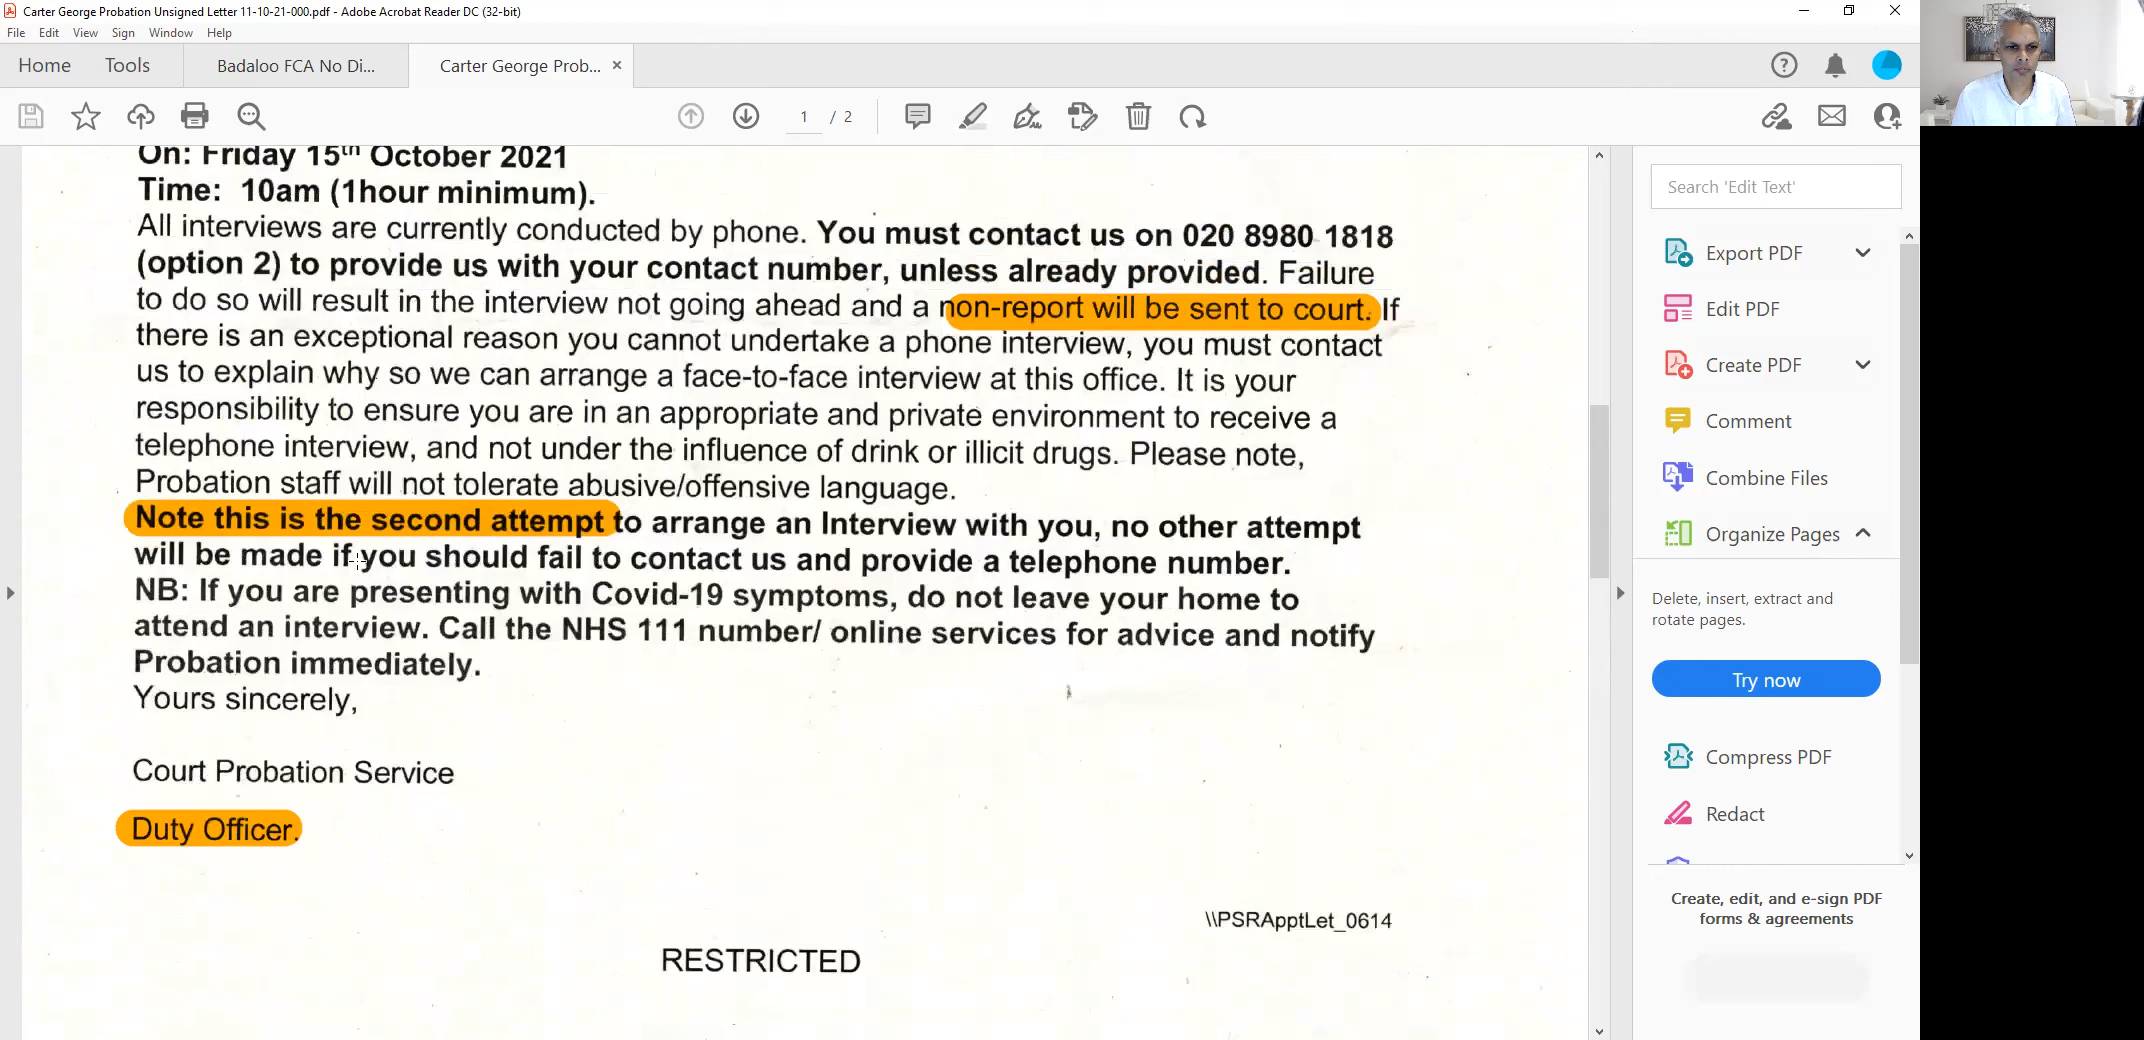 Carter George Probation Unsigned Letter 11-10-21-000.pdf - Adobe Acrobat Reader DC (32-bit)
File Edit View Sign Window Help
Home Tools Badaloo FCA No Di... Carter George Prob... ×
1 / 2
On: Friday 15th October 2021
Time: 10am (1hour minimum).
All interviews are currently conducted by phone. You must contact us on 020 8980 1818
(option 2) to provide us with your contact number, unless already provided. Failure
to do so will result in the interview not going ahead and a non-report will be sent to court. If
there is an exceptional reason you cannot undertake a phone interview, you must contact
us to explain why so we can arrange a face-to-face interview at this office. It is your
responsibility to ensure you are in an appropriate and private environment to receive a
telephone interview, and not under the influence of drink or illicit drugs. Please note,
Probation staff will not tolerate abusive/offensive language.
Note this is the second attempt to arrange an Interview with you, no other attempt
will be made if you should fail to contact us and provide a telephone number.
NB: If you are presenting with Covid-19 symptoms, do not leave your home to
attend an interview. Call the NHS 111 number/ online services for advice and notify
Probation immediately.
Yours sincerely,
Court Probation Service
Duty Officer.
\\PSRApptLet_0614
RESTRICTED
Search 'Edit Text'
Export PDF
Edit PDF
Create PDF
Comment
Combine Files
Organize Pages
Delete, insert, extract and
rotate pages.
Try now
Compress PDF
Redact
Create, edit, and e-sign PDF
forms & agreements